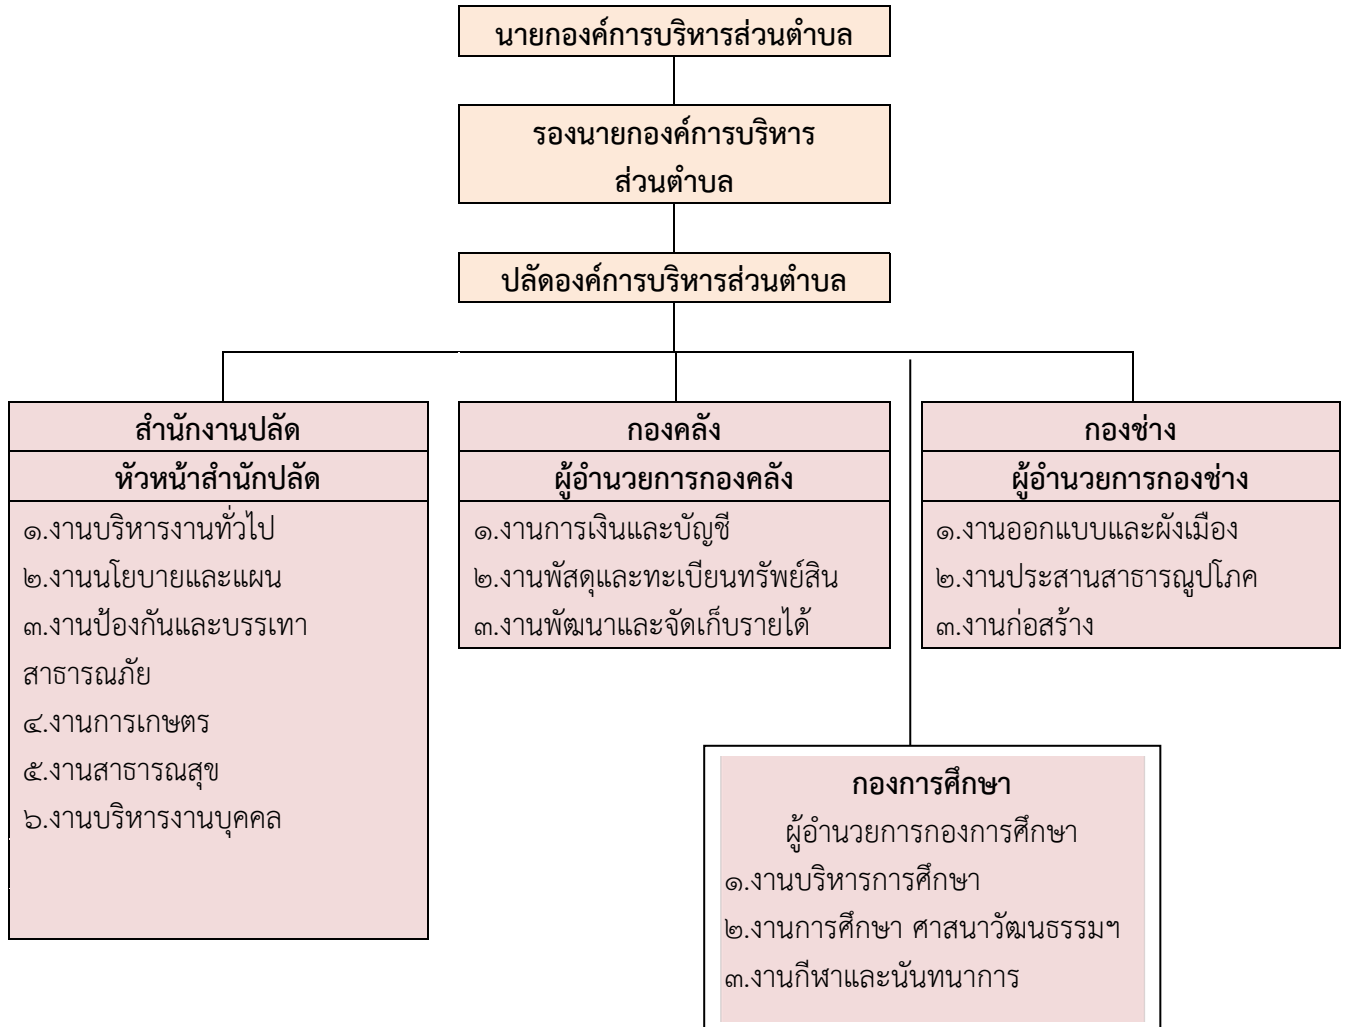 นายกองค์การบริหารส่วนตำบล
รองนายกองค์การบริหาร
ส่วนตำบล
ปลัดองค์การบริหารส่วนตำบล
สำนักงานปลัด
หัวหน้าสำนักปลัด
๑.งานบริหารงานทั่วไป
๒.งานนโยบายและแผน
๓.งานป้องกันและบรรเทา
สาธารณภัย
๔.งานการเกษตร
๕.งานสาธารณสุข
๖.งานบริหารงานบุคคล
กองคลัง
ผู้อำนวยการกองคลัง
๑.งานการเงินและบัญชี
๒.งานพัสดุและทะเบียนทรัพย์สิน
๓.งานพัฒนาและจัดเก็บรายได้
กองช่าง
ผู้อำนวยการกองช่าง
๑.งานออกแบบและผังเมือง
๒.งานประสานสาธารณูปโภค
๓.งานก่อสร้าง
กองการศึกษา
ผู้อำนวยการกองการศึกษา
๑.งานบริหารการศึกษา
๒.งานการศึกษา ศาสนาวัฒนธรรมฯ
๓.งานกีฬาและนันทนาการ